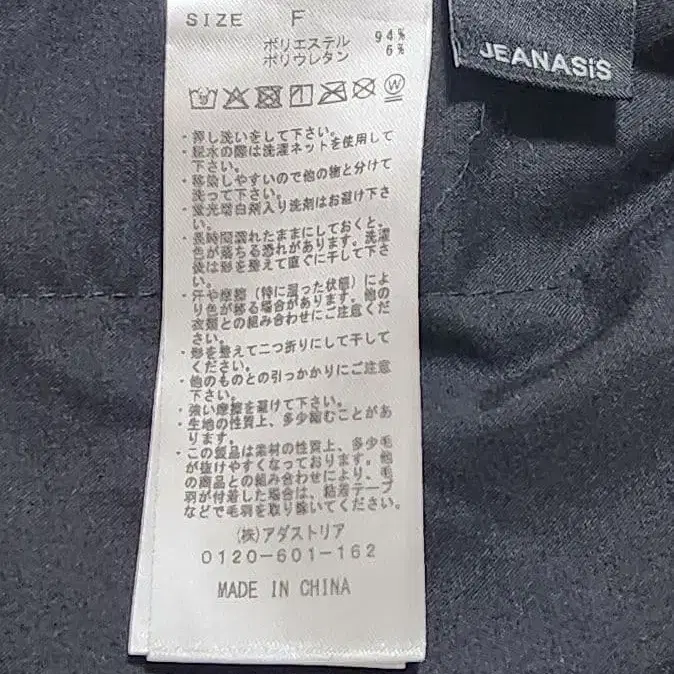 SIZE F
ポリエステル 94%
ポリウレタン 6%
JEANASiS
W
・押し洗いをして下さい。
・脱水の際は洗濯ネットを使用して
下さい。
・移染しやすいので他の物と分けて
洗って下さい。
・蛍光増白剤入り洗剤はお避け下さ
い。
・長時間濡れたままにしておくと、
色が落ちる恐れがあります。洗濯
後は形を整えて直ぐに干して下さ
い。
・汗や摩擦（特に湿った状態）によ
り色が移る場合があります。他の
衣類との組み合わせにご注意くだ
さい。
・形を整えて二つ折りにして干して
ください。
・他のものとの引っかかりにご注意
下さい。
・強い摩擦を避けて下さい。
・生地の性質上、多少縮むことがあ
ります。
・この製品は素材の性質上、多少毛
が抜けやすくなっております。他
の商品との組み合わせにより、毛
羽が付着した場合は、粘着テープ
などで毛羽を取り除いてください。
(株)アダストリア
0120-601-162
MADE IN CHINA